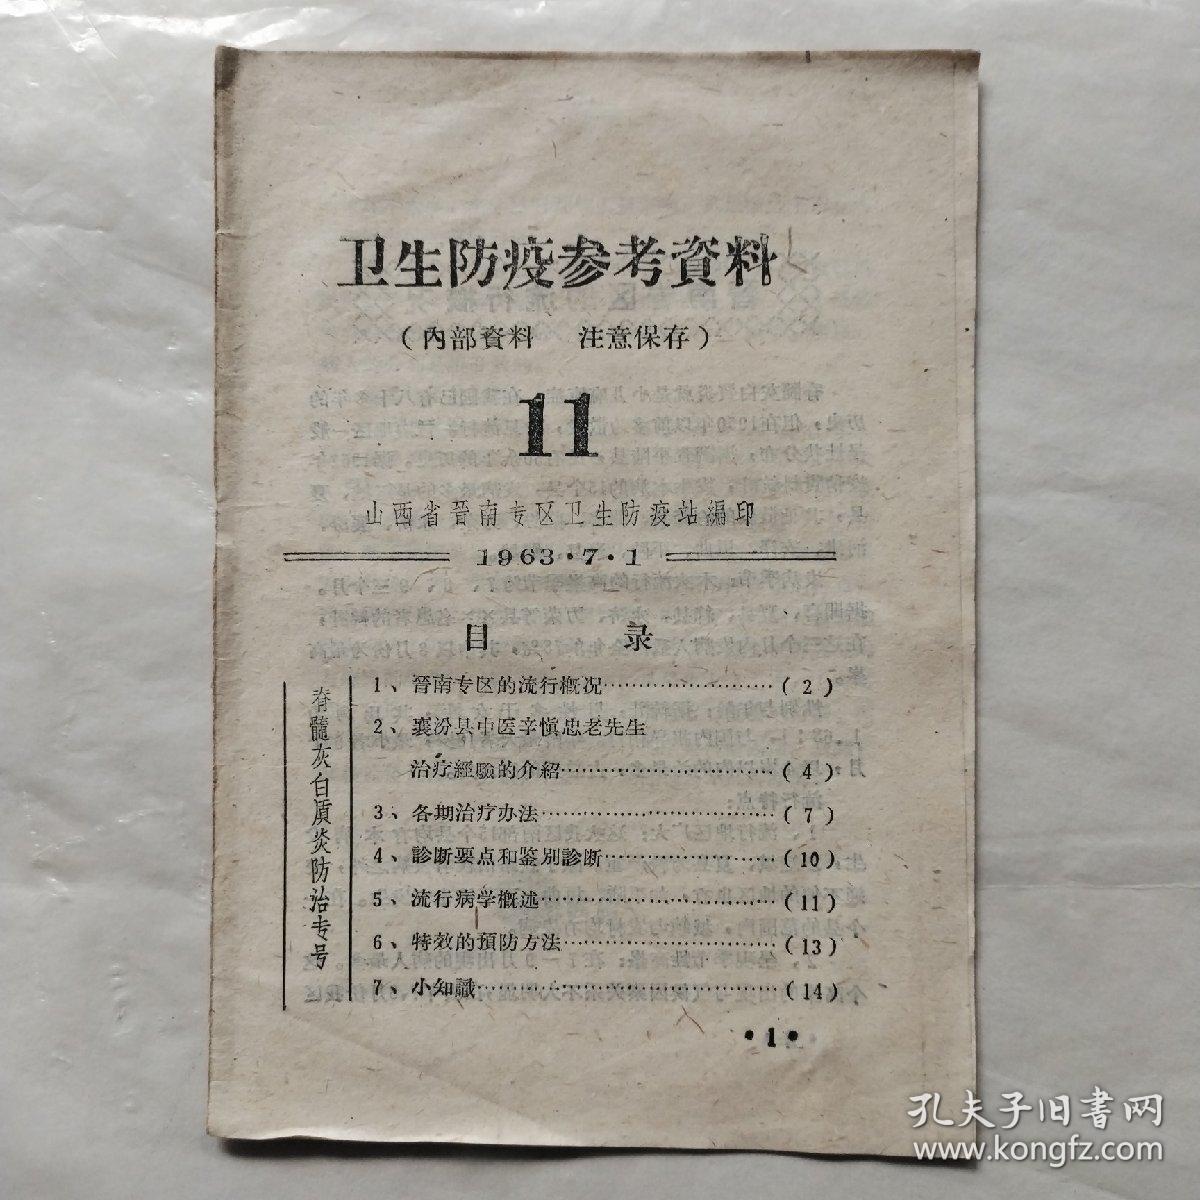 卫生防疫参考資料
（內部資料　注意保存）
11
山西省晋南专区卫生防疫站編印
1963·7·1
目　录
脊髓灰白质炎防治专号
1、晋南专区的流行概况……………………（2）
2、襄汾县中医辛愼忠老先生
治疗經驗的介紹……………………（4）
3、各期治疗办法……………………（7）
4、診断要点和鉴别診断……………………（10）
5、流行病学概述……………………（11）
6、特效的預防方法……………………（13）
7、小知識……………………（14）
·1·
孔夫子旧书网
www.kongfz.com